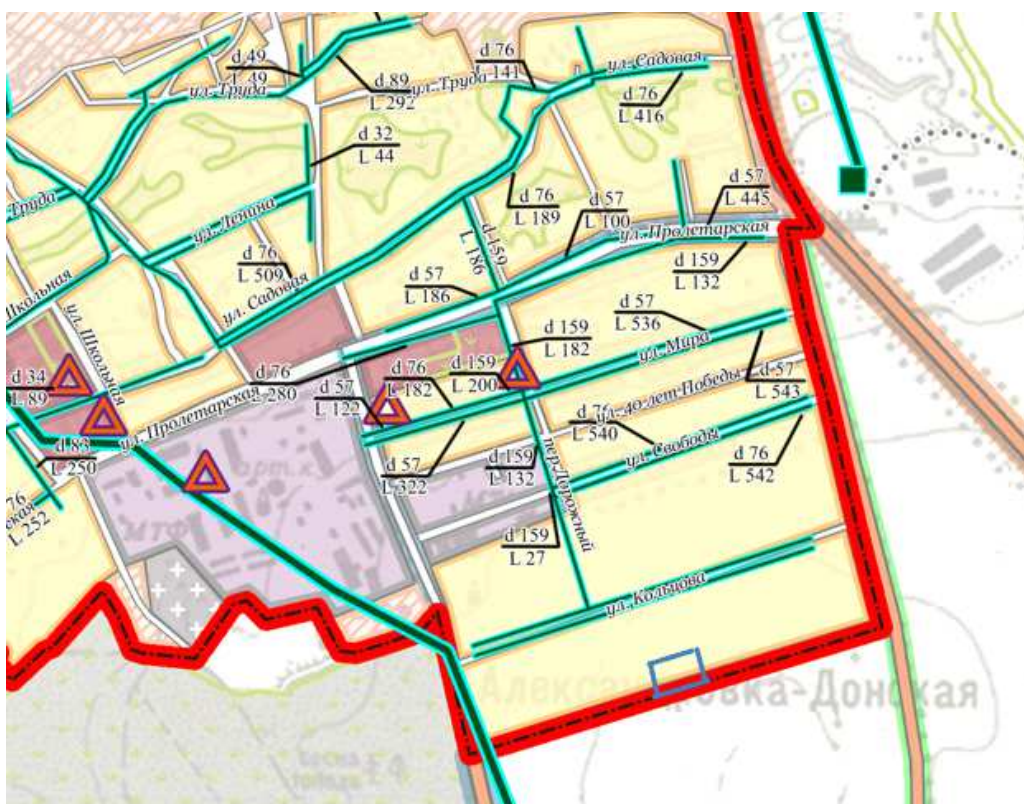 d 49
L 49
ул. Труда
d 89
L 292
ул. Труда
d 76
L 141
ул. Садовая
d 76
L 416
d 32
L 44
Труда
ул. Ленина
d 76
L 189
d 57
L 100
d 57
L 445
ул. Пролетарская
d 159
L 186
d 76
L 509
d 57
L 186
d 159
L 132
Школьная
ул. Школьная
ул. Садовая
d 57
L 536
d 159
L 182
ул. Мира
d 34
L 89
d 76
L 280
d 57
L 122
d 76
L 182
d 159
L 200
d 57
L 543
ул. Пролетарская
d 76
L 540
ул. 40 лет Победы
ул. Свободы
d 83
L 250
d 57
L 322
d 159
L 132
пер. Дорожный
d 76
L 542
76
L 252
ская
МТФ
d 159
L 27
ул. Кольцова
Александровка-Донская